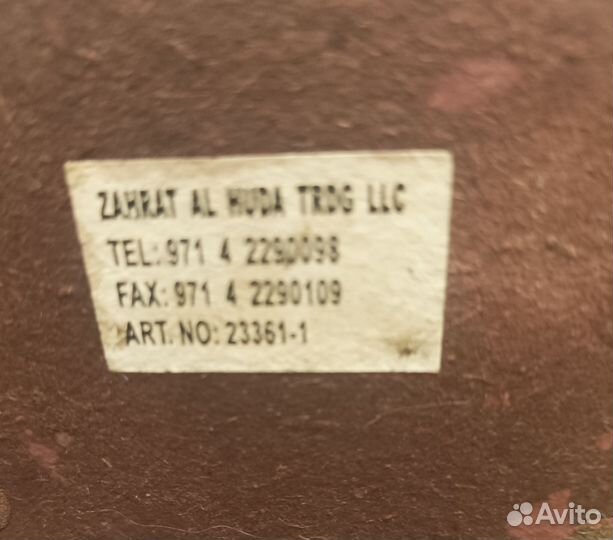 ZAHRAT AL HUDA TRDG LLC
TEL: 971 4 2290098
FAX: 971 4 2290109
ART. NO: 23361-1
Avito